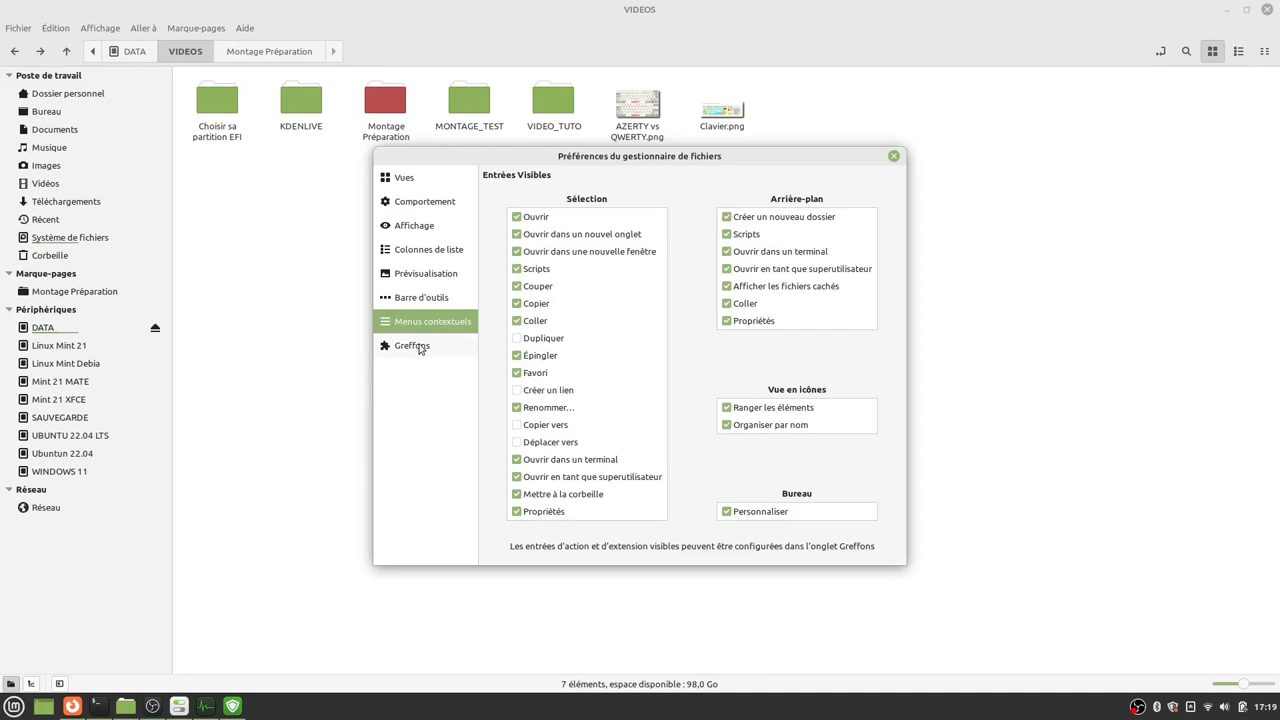 VIDEOS
Fichier Édition Affichage Aller à Marque-pages Aide
DATA VIDEOS Montage Préparation
Poste de travail
Dossier personnel
Bureau
Documents
Musique
Images
Vidéos
Téléchargements
Récent
Système de fichiers
Corbeille
Marque-pages
Montage Préparation
Périphériques
DATA
Linux Mint 21
Linux Mint Debia
Mint 21 MATE
Mint 21 XFCE
SAUVEGARDE
UBUNTU 22.04 LTS
Ubuntun 22.04
WINDOWS 11
Réseau
Réseau
Choisir sa
partition EFI
KDENLIVE
Montage
Préparation
MONTAGE_TEST
VIDEO_TUTO
AZERTY vs
QWERTY.png
Clavier.png
Préférences du gestionnaire de fichiers
Vues
Comportement
Affichage
Colonnes de liste
Prévisualisation
Barre d'outils
Menus contextuels
Greffons
Entrées Visibles
Sélection
Ouvrir
Ouvrir dans un nouvel onglet
Ouvrir dans une nouvelle fenêtre
Scripts
Couper
Copier
Coller
Dupliquer
Épingler
Favori
Créer un lien
Renommer...
Copier vers
Déplacer vers
Ouvrir dans un terminal
Ouvrir en tant que superutilisateur
Mettre à la corbeille
Propriétés
Arrière-plan
Créer un nouveau dossier
Scripts
Ouvrir dans un terminal
Ouvrir en tant que superutilisateur
Afficher les fichiers cachés
Coller
Propriétés
Vue en icônes
Ranger les éléments
Organiser par nom
Bureau
Personnaliser
Les entrées d'action et d'extension visibles peuvent être configurées dans l'onglet Greffons
7 éléments, espace disponible : 98,0 Go
17:19